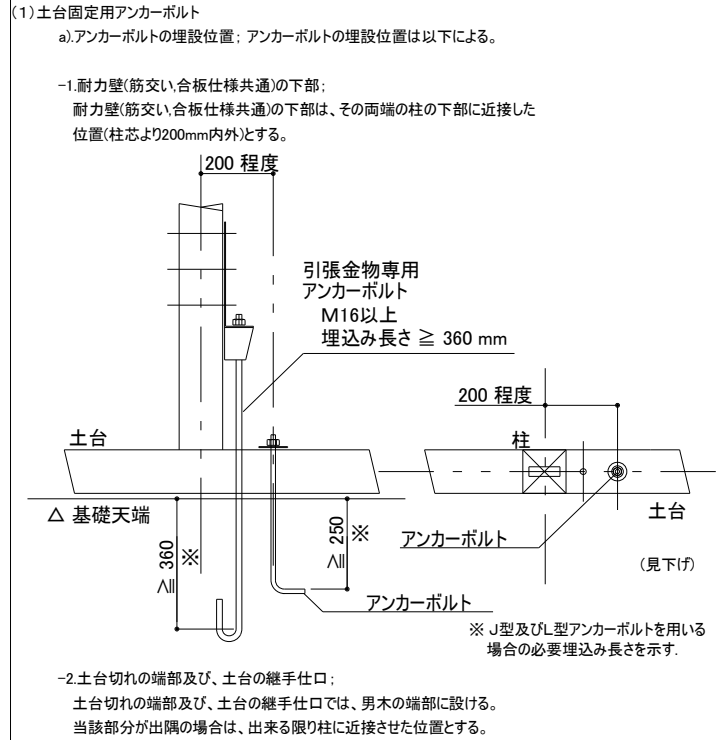 (1)土台固定用アンカーボルト
a).アンカーボルトの埋設位置; アンカーボルトの埋設位置は以下による。
-1.耐力壁(筋交い,合板仕様共通)の下部;
耐力壁(筋交い,合板仕様共通)の下部は、その両端の柱の下部に近接した
位置(柱芯より200mm内外)とする。
200 程度
引張金物専用
アンカーボルト
M16以上
埋込み長さ ≧ 360 mm
200 程度
土台
柱
△ 基礎天端
土台
≧ 360 ※
≧ 250 ※
アンカーボルト
(見下げ)
アンカーボルト
※ J型及びL型アンカーボルトを用いる
場合の必要埋込み長さを示す.
-2.土台切れの端部及び、土台の継手仕口;
土台切れの端部及び、土台の継手仕口では、男木の端部に設ける。
当該部分が出隅の場合は、出来る限り柱に近接させた位置とする。